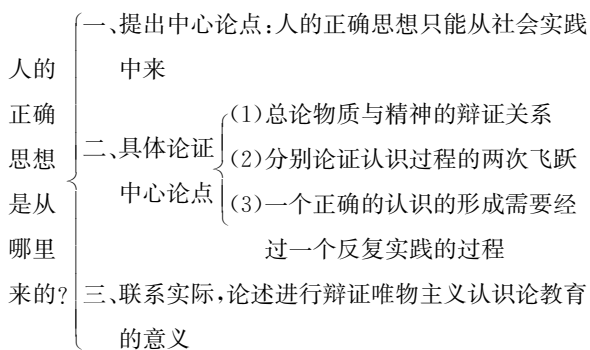 人的
正确
思想
是从
哪里
来的?
一、提出中心论点:人的正确思想只能从社会实践
中来
二、具体论证
中心论点
(1)总论物质与精神的辩证关系
(2)分别论证认识过程的两次飞跃
(3)一个正确的认识的形成需要经
过一个反复实践的过程
三、联系实际,论述进行辩证唯物主义认识论教育
的意义